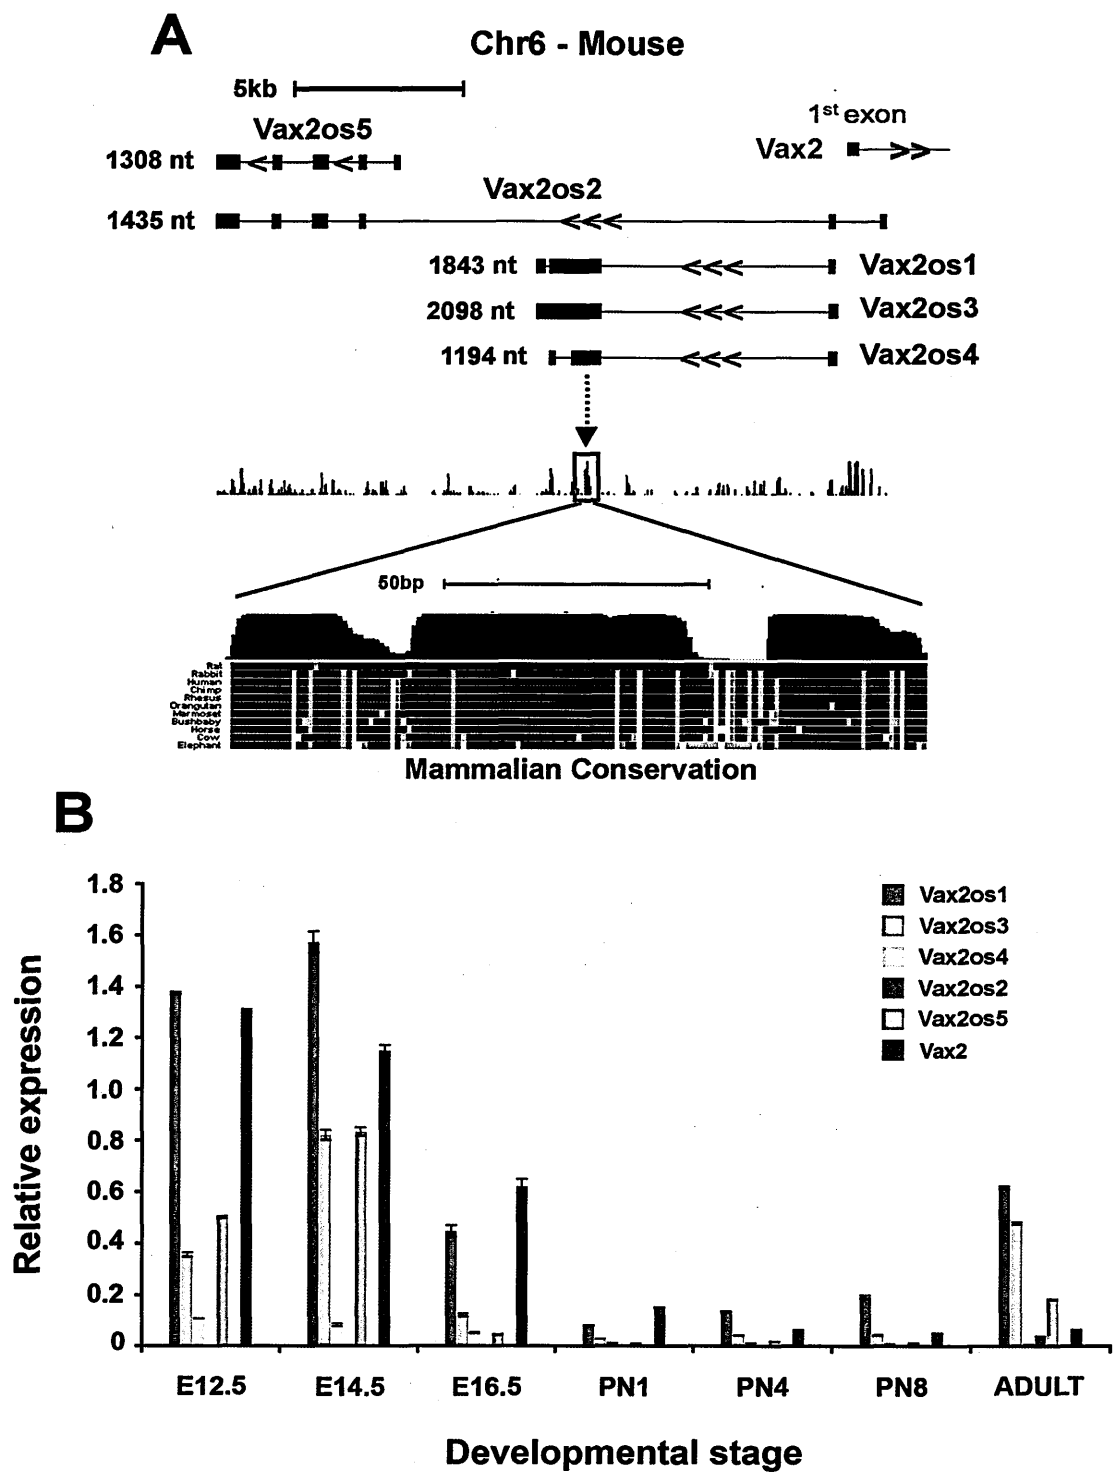 A
Chr6 - Mouse
5kb
1st exon
Vax2os5
1308 nt
Vax2
Vax2os2
1435 nt
1843 nt
Vax2os1
2098 nt
Vax2os3
1194 nt
Vax2os4
50bp
Rat
Rabbit
Human
Chimp
Rhesus
Orangutan
Marmoset
Bushbaby
Horse
Cow
Elephant
Mammalian Conservation
B
Relative expression
1.8
1.6
1.4
1.2
1.0
0.8
0.6
0.4
0.2
0
Vax2os1
Vax2os3
Vax2os4
Vax2os2
Vax2os5
Vax2
E12.5 E14.5 E16.5 PN1 PN4 PN8 ADULT
Developmental stage